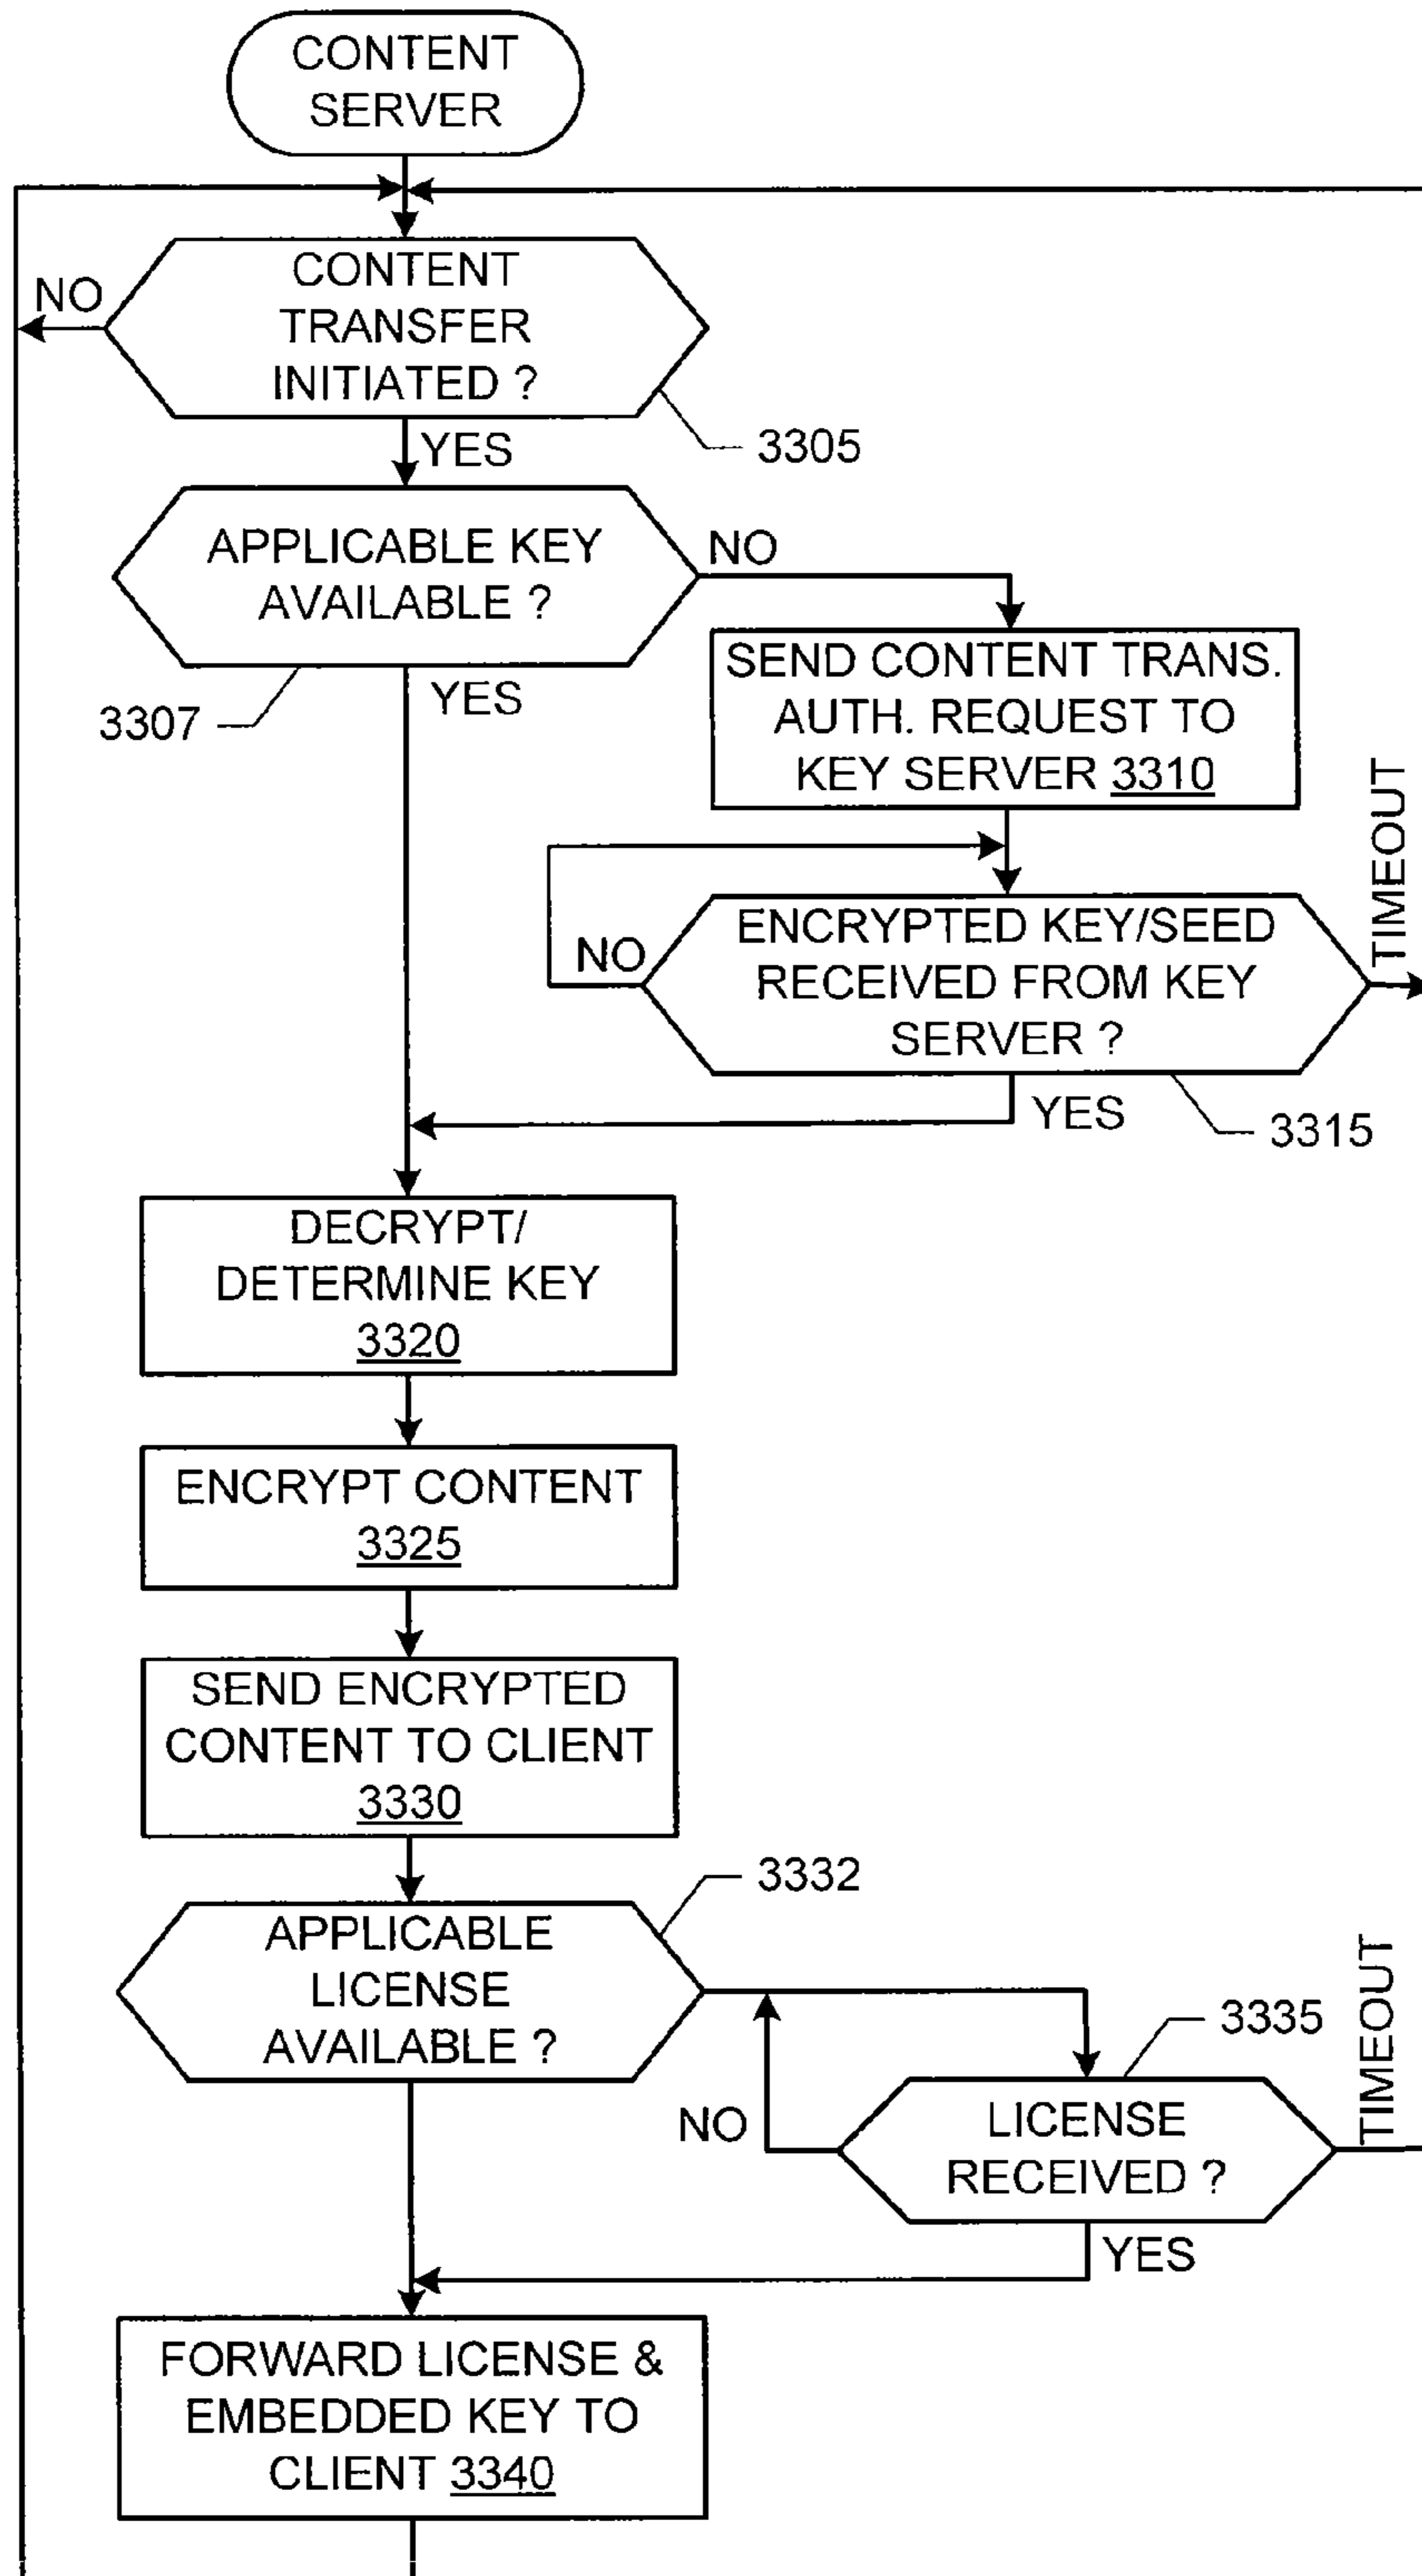 CONTENT
SERVER
NO
CONTENT
TRANSFER
INITIATED ?
YES
3305
APPLICABLE KEY
AVAILABLE ?
NO
3307
YES
SEND CONTENT TRANS.
AUTH. REQUEST TO
KEY SERVER 3310
TIMEOUT
NO
ENCRYPTED KEY/SEED
RECEIVED FROM KEY
SERVER ?
YES
3315
DECRYPT/
DETERMINE KEY
3320
ENCRYPT CONTENT
3325
SEND ENCRYPTED
CONTENT TO CLIENT
3330
3332
APPLICABLE
LICENSE
AVAILABLE ?
3335
TIMEOUT
NO
LICENSE
RECEIVED ?
YES
FORWARD LICENSE &
EMBEDDED KEY TO
CLIENT 3340